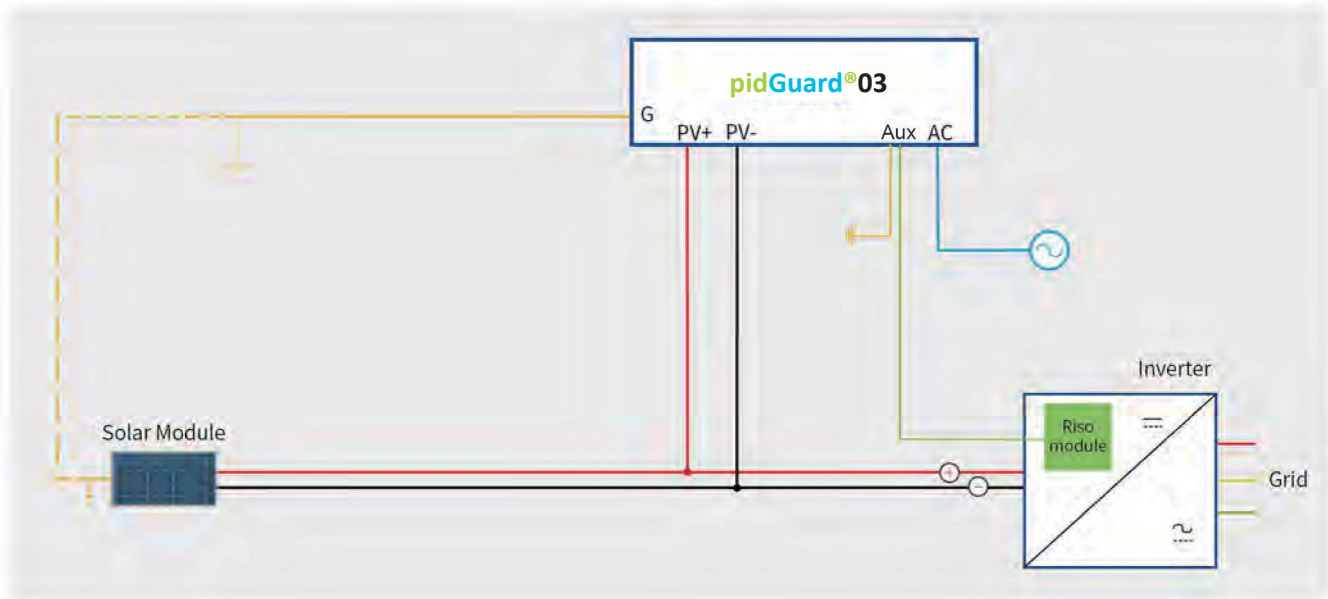 pidGuard®03
G
PV+ PV- Aux AC
Inverter
Riso
module
Solar Module
Grid